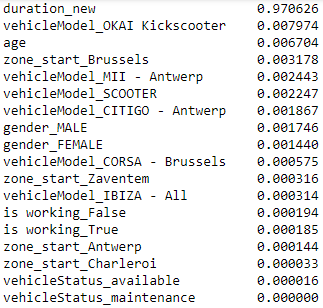 duration_new 0.970626
vehicleModel_OKAI Kickscooter 0.007974
age 0.006704
zone_start_Brussels 0.003178
vehicleModel_MII - Antwerp 0.002443
vehicleModel_SCOOTER 0.002247
vehicleModel_CITIGO - Antwerp 0.001867
gender_MALE 0.001746
gender_FEMALE 0.001440
vehicleModel_CORSA - Brussels 0.000575
zone_start_Zaventem 0.000316
vehicleModel_IBIZA - All 0.000314
is working_False 0.000194
is working_True 0.000185
zone_start_Antwerp 0.000144
zone_start_Charleroi 0.000033
vehicleStatus_available 0.000016
vehicleStatus_maintenance 0.000000